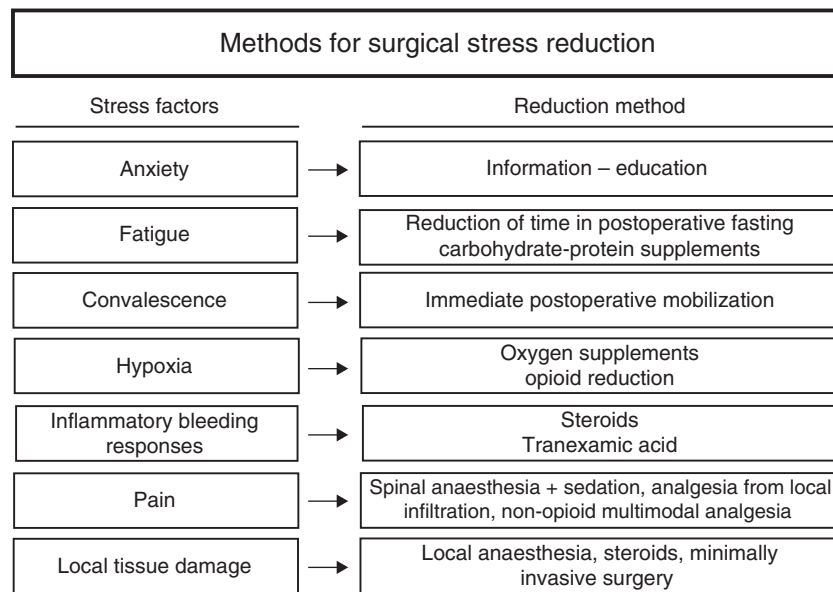 Methods for surgical stress reduction
Stress factors
Reduction method
Anxiety
Information – education
Fatigue
Reduction of time in postoperative fasting
carbohydrate-protein supplements
Convalescence
Immediate postoperative mobilization
Hypoxia
Oxygen supplements
opioid reduction
Inflammatory bleeding
responses
Steroids
Tranexamic acid
Pain
Spinal anaesthesia + sedation, analgesia from local
infiltration, non-opioid multimodal analgesia
Local tissue damage
Local anaesthesia, steroids, minimally
invasive surgery